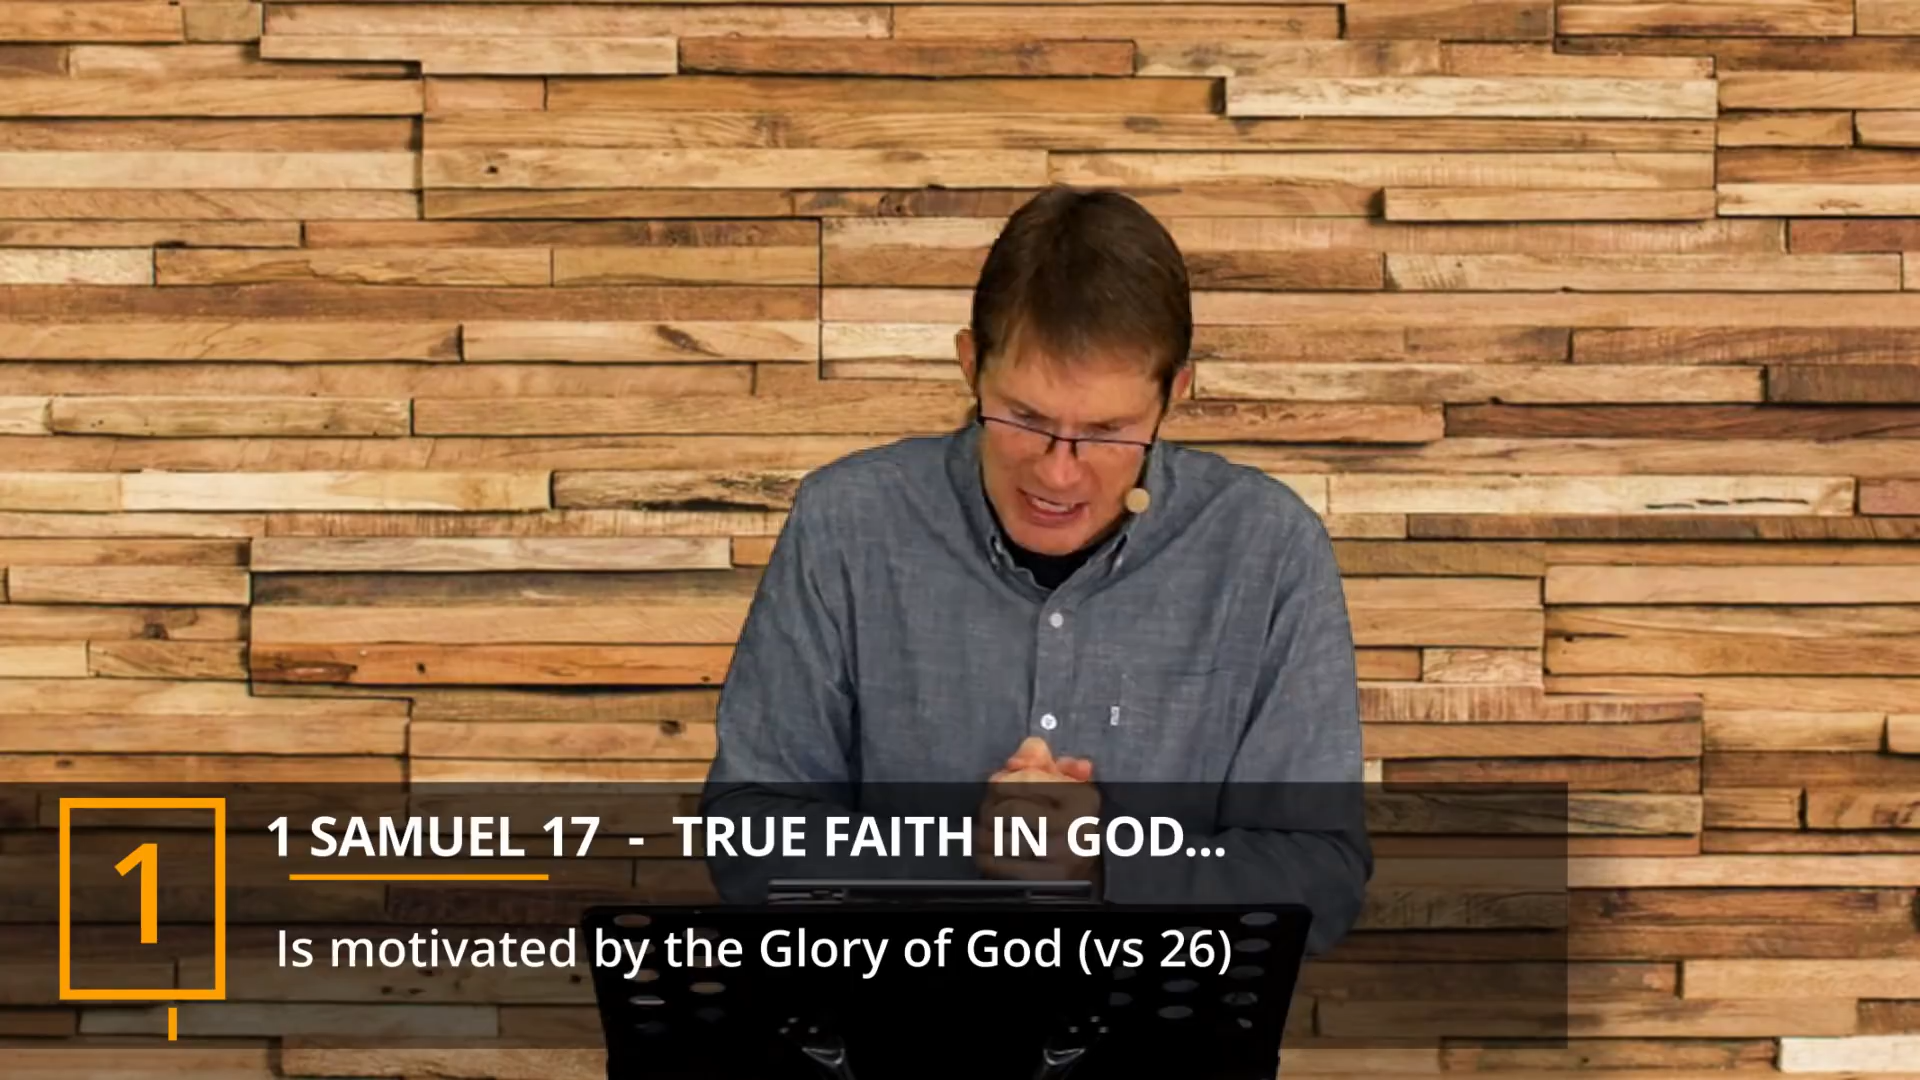 1
1 SAMUEL 17 - TRUE FAITH IN GOD...
Is motivated by the Glory of God (vs 26)